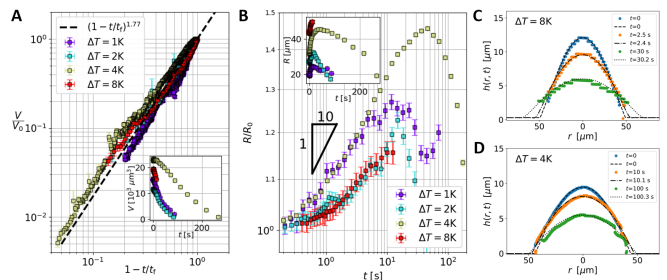 A
(1−t/t_f)^1.77
ΔT = 1K
ΔT = 2K
ΔT = 4K
ΔT = 8K
V/V₀
10⁰
10⁻¹
10⁻²
10⁻¹
10⁰
1−t/t_f
V [10³ μm³]
20
10
0
0
200
t [s]
B
R/R₀
1.4
1.3
1.2
1.1
10⁰
10⁰
10¹
10²
t [s]
R [μm]
40
20
0
200
t [s]
10
1
ΔT = 1K
ΔT = 2K
ΔT = 4K
ΔT = 8K
C
ΔT = 8K
t=0
t=0
t=2.5 s
t=2.4 s
t=30 s
t=30.2 s
h(r, t) [μm]
15
10
5
0
−50
0
50
r [μm]
D
ΔT = 4K
t=0
t=0
t=10 s
t=10.1 s
t=100 s
t=100.3 s
h(r, t) [μm]
15
10
5
0
−50
0
50
r [μm]